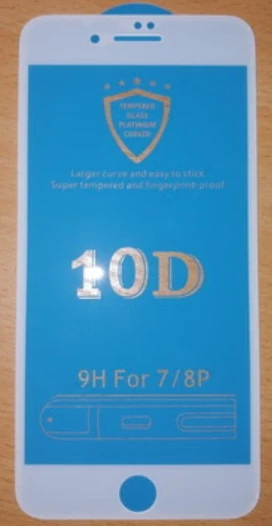 TEMPERED
GLASS
PLATINUM
CURVED
Larger curve and easy to stick
Super tempered and fingerprint-proof
10D
9H For 7/8P